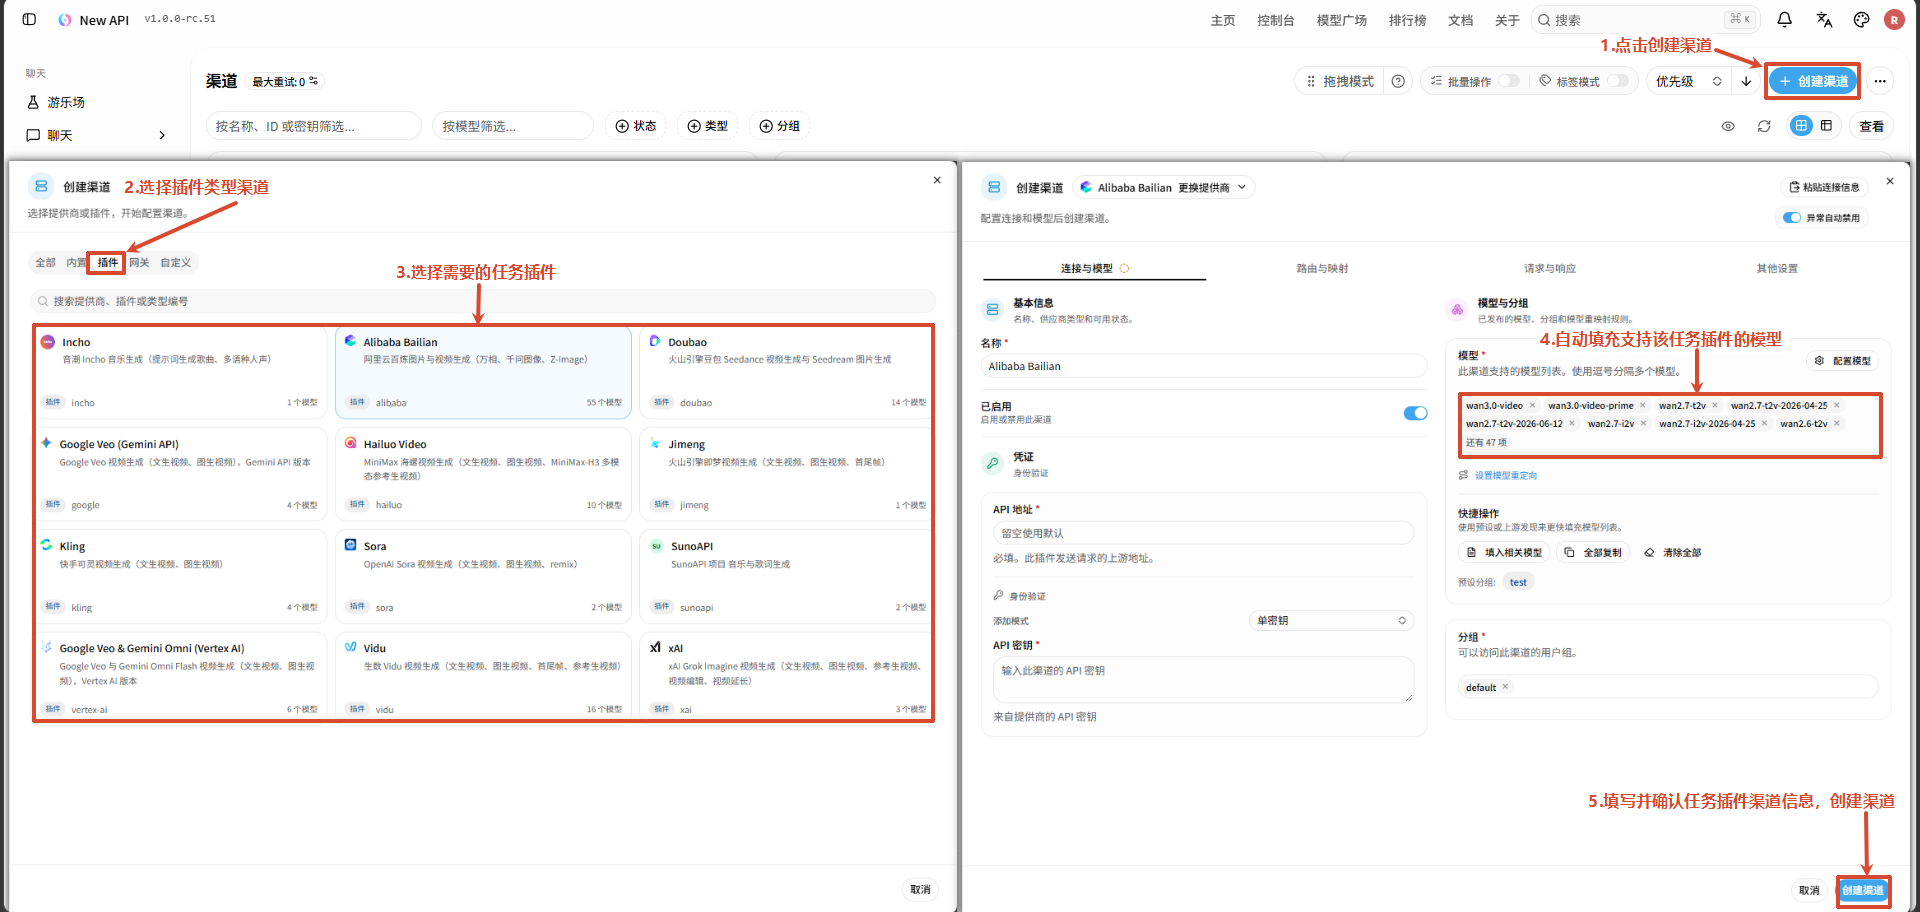 New API v1.0.0-rc.51
主页 控制台 模型广场 排行榜 文档 关于 搜索 ⌘ K R
1.点击创建渠道
聊天
游乐场
聊天
渠道 最大重试: 0
拖拽模式 批量操作 标签模式 优先级 创建渠道
按名称、ID 或密钥筛选... 按模型筛选... 状态 类型 分组 查看
创建渠道 2.选择插件类型渠道
选择提供商或插件，开始配置渠道。
全部 内置 插件 网关 自定义
3.选择需要的任务插件
搜索提供商、插件或类型编号
Incho
音潮 Incho 音乐生成（提示词生成歌曲、多语种人声）
插件 incho 1 个模型
Alibaba Bailian
阿里云百炼图片与视频生成（万相、千问图像、Z-Image）
插件 alibaba 55 个模型
Doubao
火山引擎豆包 Seedance 视频生成与 Seedream 图片生成
插件 doubao 14 个模型
Google Veo (Gemini API)
Google Veo 视频生成（文生视频、图生视频），Gemini API 版本
插件 google 4 个模型
Hailuo Video
MiniMax 海螺视频生成（文生视频、图生视频、MiniMax-H3 多模
态参考生视频）
插件 hailuo 10 个模型
Jimeng
火山引擎即梦视频生成（文生视频、图生视频、首尾帧）
插件 jimeng 1 个模型
Kling
快手可灵视频生成（文生视频、图生视频）
插件 kling 4 个模型
Sora
OpenAI Sora 视频生成（文生视频、图生视频、remix）
插件 sora 2 个模型
SU SunoAPI
SunoAPI 项目 音乐与歌词生成
插件 sunoapi 2 个模型
Google Veo & Gemini Omni (Vertex AI)
Google Veo 与 Gemini Omni Flash 视频生成（文生视频、图生视
频），Vertex AI 版本
插件 vertex-ai 6 个模型
Vidu
生数 Vidu 视频生成（文生视频、图生视频、首尾帧、参考生视频）
插件 vidu 16 个模型
xAI
xAI Grok Imagine 视频生成（文生视频、图生视频、参考生视频、
视频编辑、视频延长）
插件 xai 3 个模型
取消
创建渠道 Alibaba Bailian 更换提供商 粘贴连接信息
配置连接和模型后创建渠道。 异常自动禁用
连接与模型 路由与映射 请求与响应 其他设置
基本信息
名称、供应商类型和可用状态。
名称 *
Alibaba Bailian
已启用
启用或禁用此渠道
凭证
身份验证
API 地址 *
留空使用默认
必填。此插件发送请求的上游地址。
身份验证
添加模式 单密钥
API 密钥 *
输入此渠道的 API 密钥
来自提供商的 API 密钥
模型与分组
已发布的模型、分组和模型重映射规则。
4.自动填充支持该任务插件的模型
模型 *
此渠道支持的模型列表。使用逗号分隔多个模型。
配置模型
wan3.0-video × wan3.0-video-prime × wan2.7-t2v × wan2.7-t2v-2026-04-25 ×
wan2.7-t2v-2026-06-12 × wan2.7-i2v × wan2.7-i2v-2026-04-25 × wan2.6-t2v ×
还有 47 项
设置模型重定向
快捷操作
使用预设或上游发现来更快填充模型列表。
填入相关模型 全部复制 清除全部
预设分组: test
分组 *
可以访问此渠道的用户组。
default ×
5.填写并确认任务插件渠道信息，创建渠道
取消 创建渠道